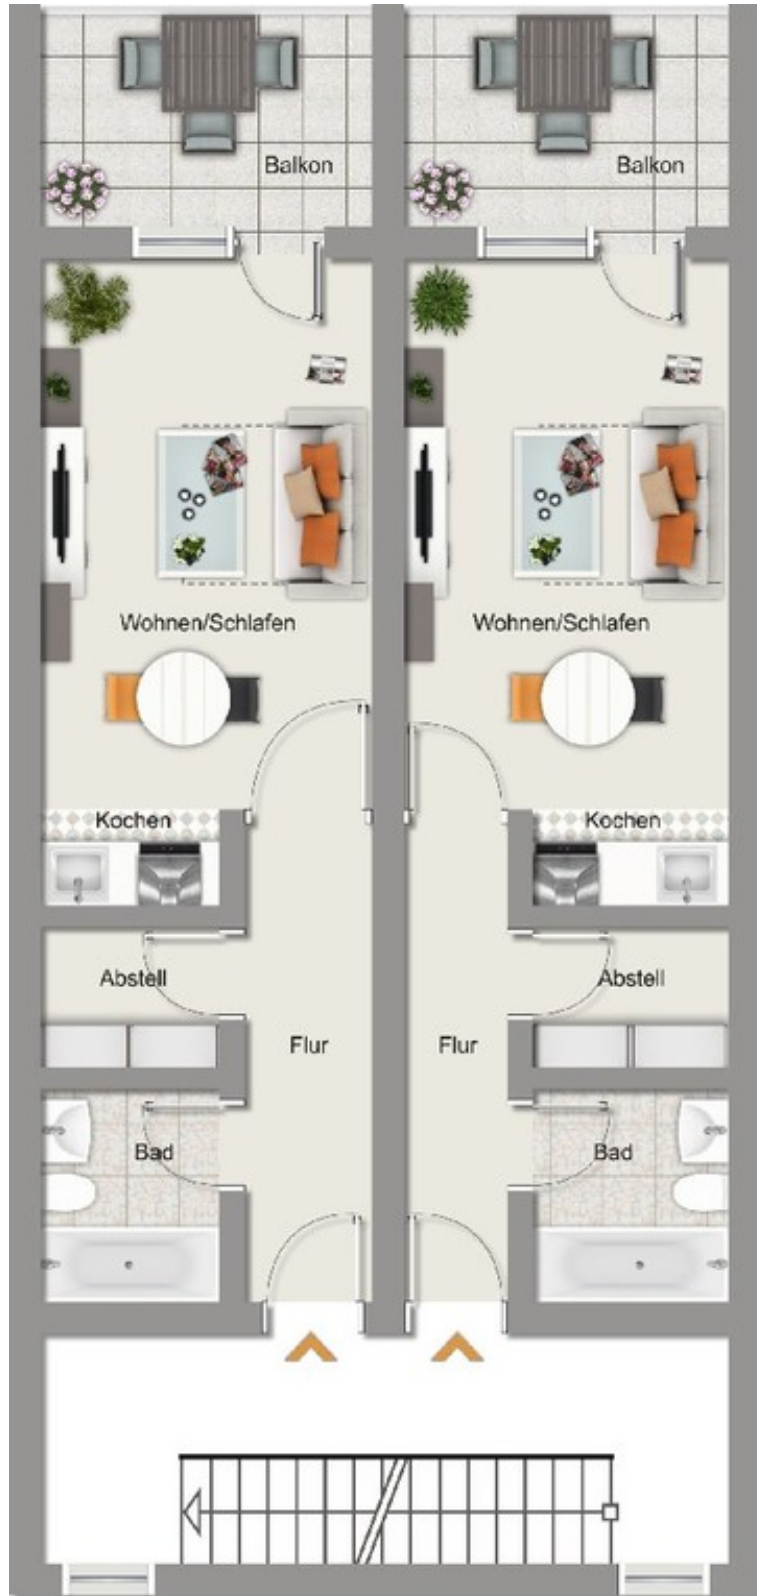 Balkon
Balkon
Wohnen/Schlafen
Wohnen/Schlafen
Kochen
Kochen
Abstell
Abstell
Flur
Flur
Bad
Bad